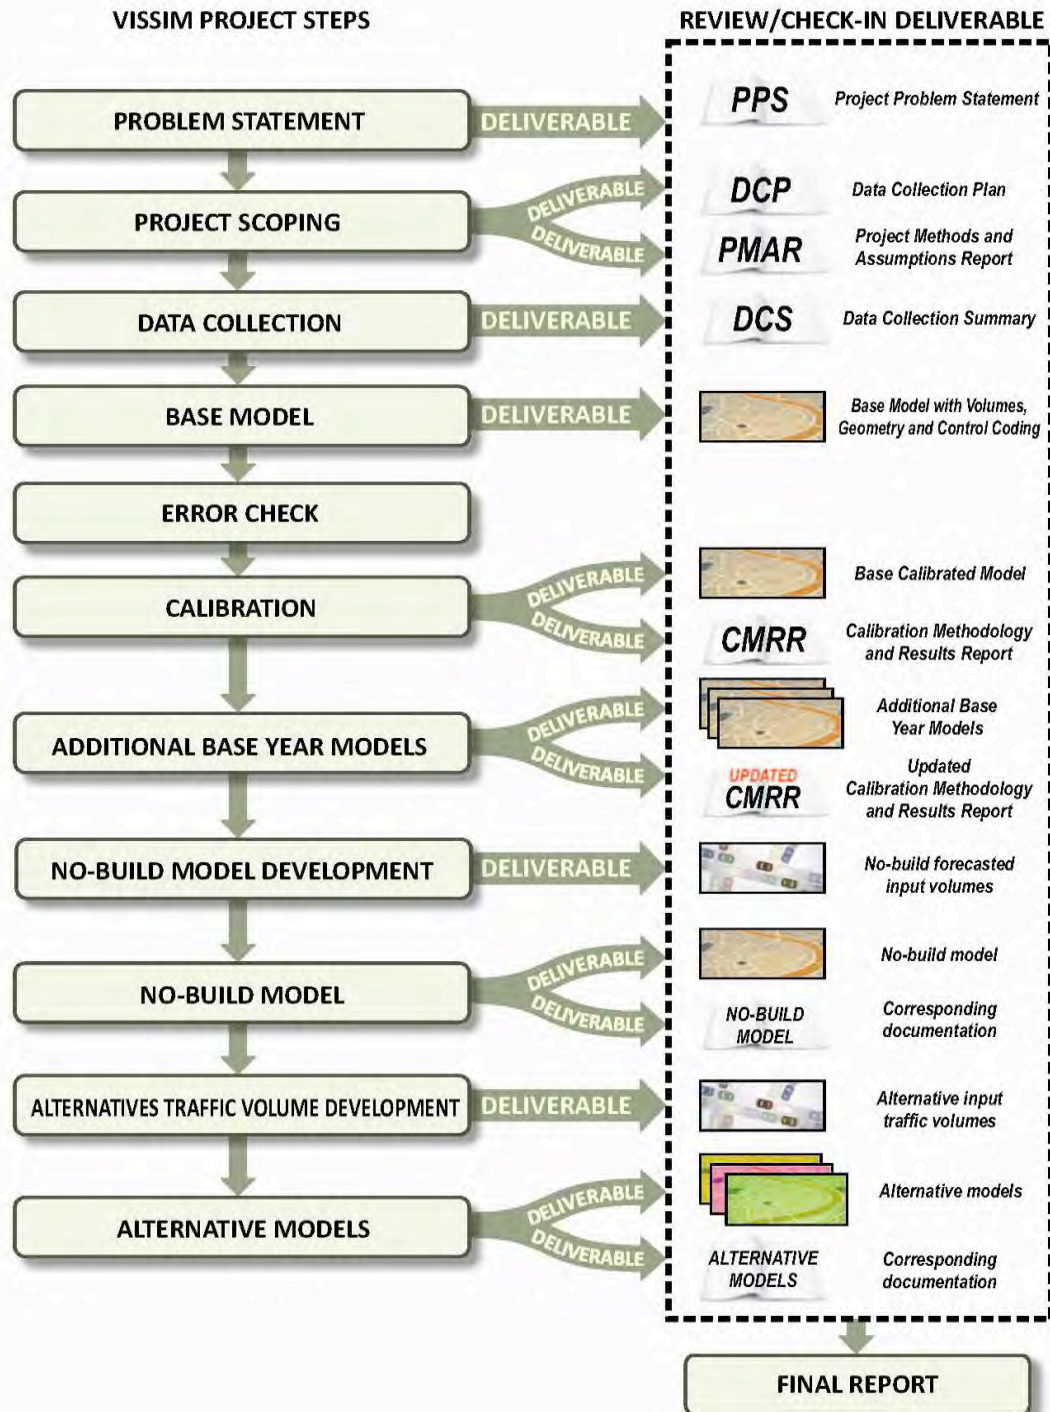 VISSIM PROJECT STEPS
REVIEW/CHECK-IN DELIVERABLE
PROBLEM STATEMENT
DELIVERABLE
PPS
Project Problem Statement
PROJECT SCOPING
DELIVERABLE
DELIVERABLE
DCP
Data Collection Plan
PMAR
Project Methods and
Assumptions Report
DATA COLLECTION
DELIVERABLE
DCS
Data Collection Summary
BASE MODEL
DELIVERABLE
Base Model with Volumes,
Geometry and Control Coding
ERROR CHECK
CALIBRATION
DELIVERABLE
DELIVERABLE
Base Calibrated Model
CMRR
Calibration Methodology
and Results Report
ADDITIONAL BASE YEAR MODELS
DELIVERABLE
DELIVERABLE
Additional Base
Year Models
UPDATED
CMRR
Updated
Calibration Methodology
and Results Report
NO-BUILD MODEL DEVELOPMENT
DELIVERABLE
No-build forecasted
input volumes
NO-BUILD MODEL
DELIVERABLE
DELIVERABLE
No-build model
NO-BUILD
MODEL
Corresponding
documentation
ALTERNATIVES TRAFFIC VOLUME DEVELOPMENT
DELIVERABLE
Alternative input
traffic volumes
ALTERNATIVE MODELS
DELIVERABLE
DELIVERABLE
Alternative models
ALTERNATIVE
MODELS
Corresponding
documentation
FINAL REPORT